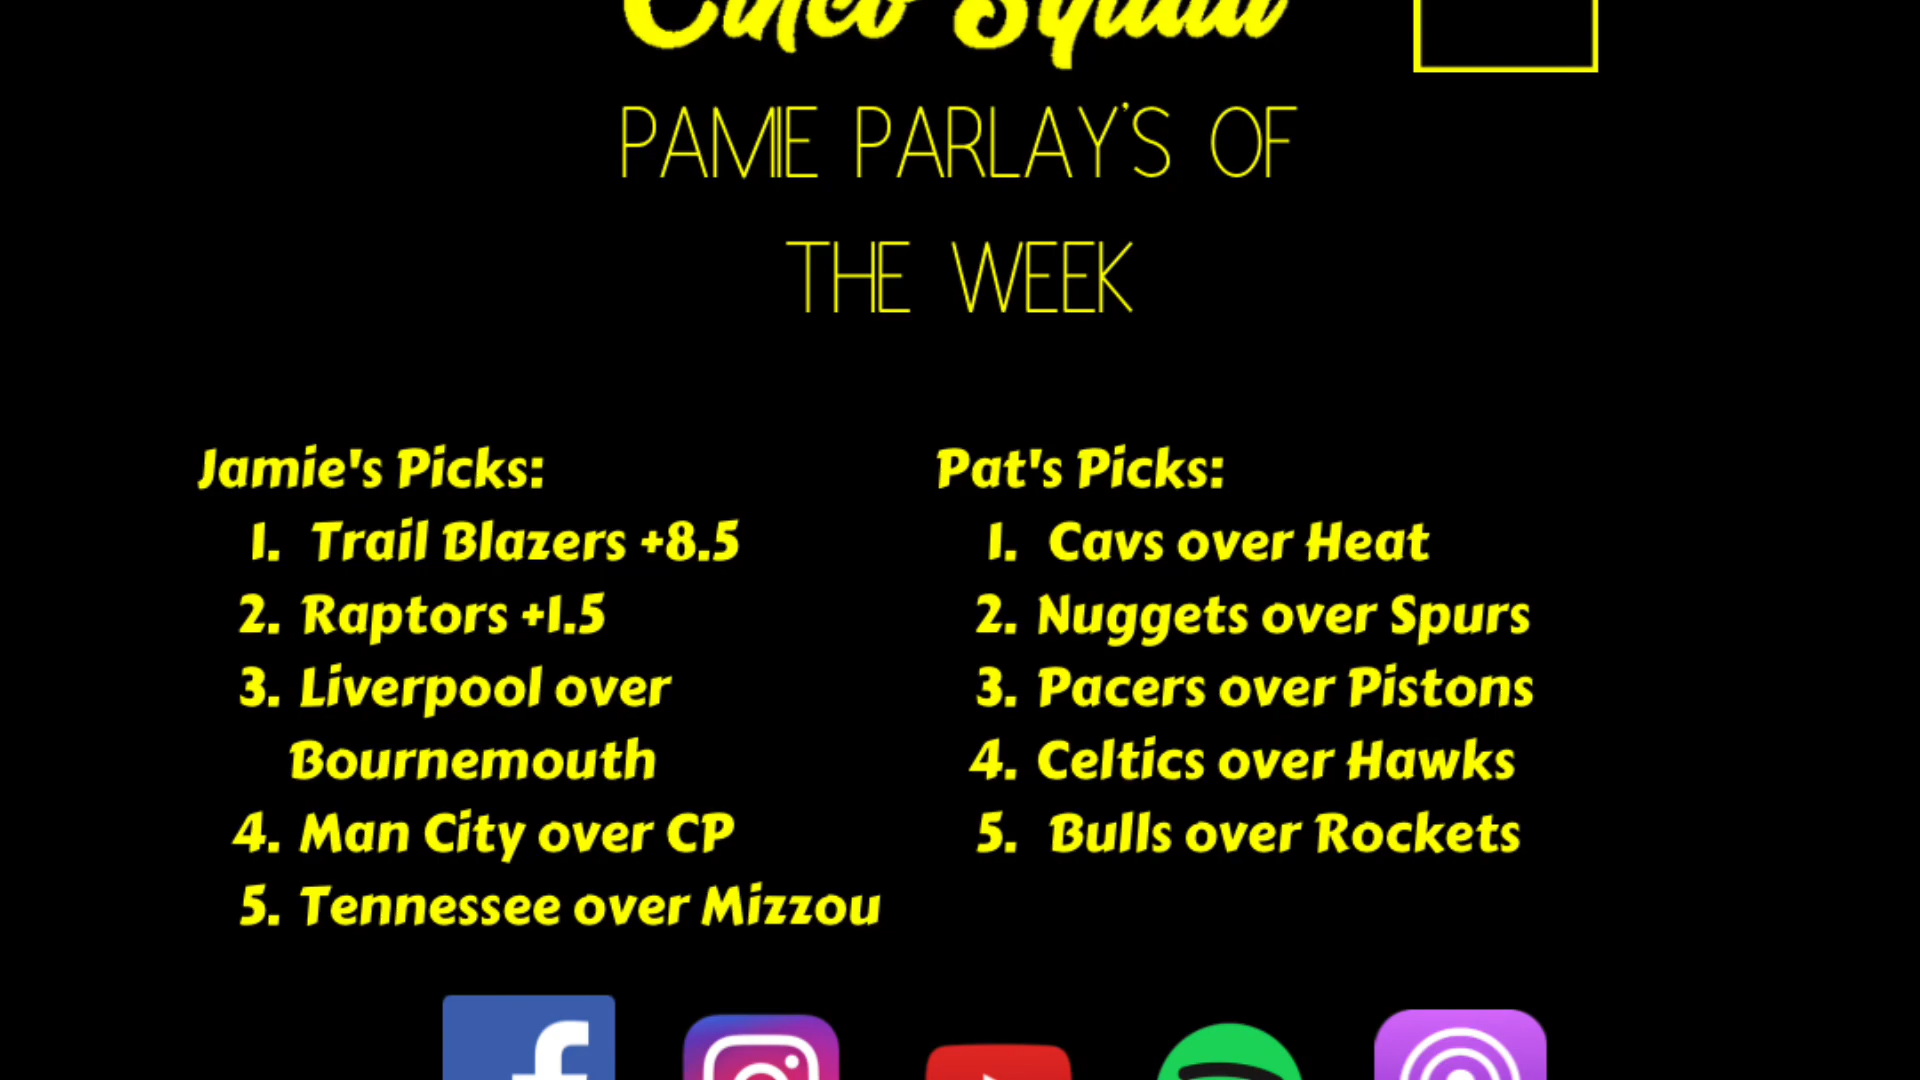 Cinco Squad
PAMIE PARLAY'S OF
THE WEEK
Jamie's Picks:
1. Trail Blazers +8.5
2. Raptors +1.5
3. Liverpool over
Bournemouth
4. Man City over CP
5. Tennessee over Mizzou
Pat's Picks:
1. Cavs over Heat
2. Nuggets over Spurs
3. Pacers over Pistons
4. Celtics over Hawks
5. Bulls over Rockets